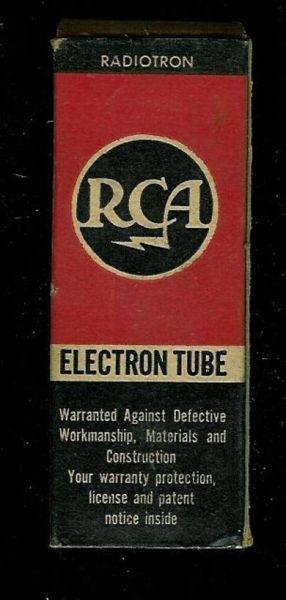 RADIOTRON
RCA
ELECTRON TUBE
Warranted Against Defective
Workmanship, Materials and
Construction
Your warranty protection,
license and patent
notice inside